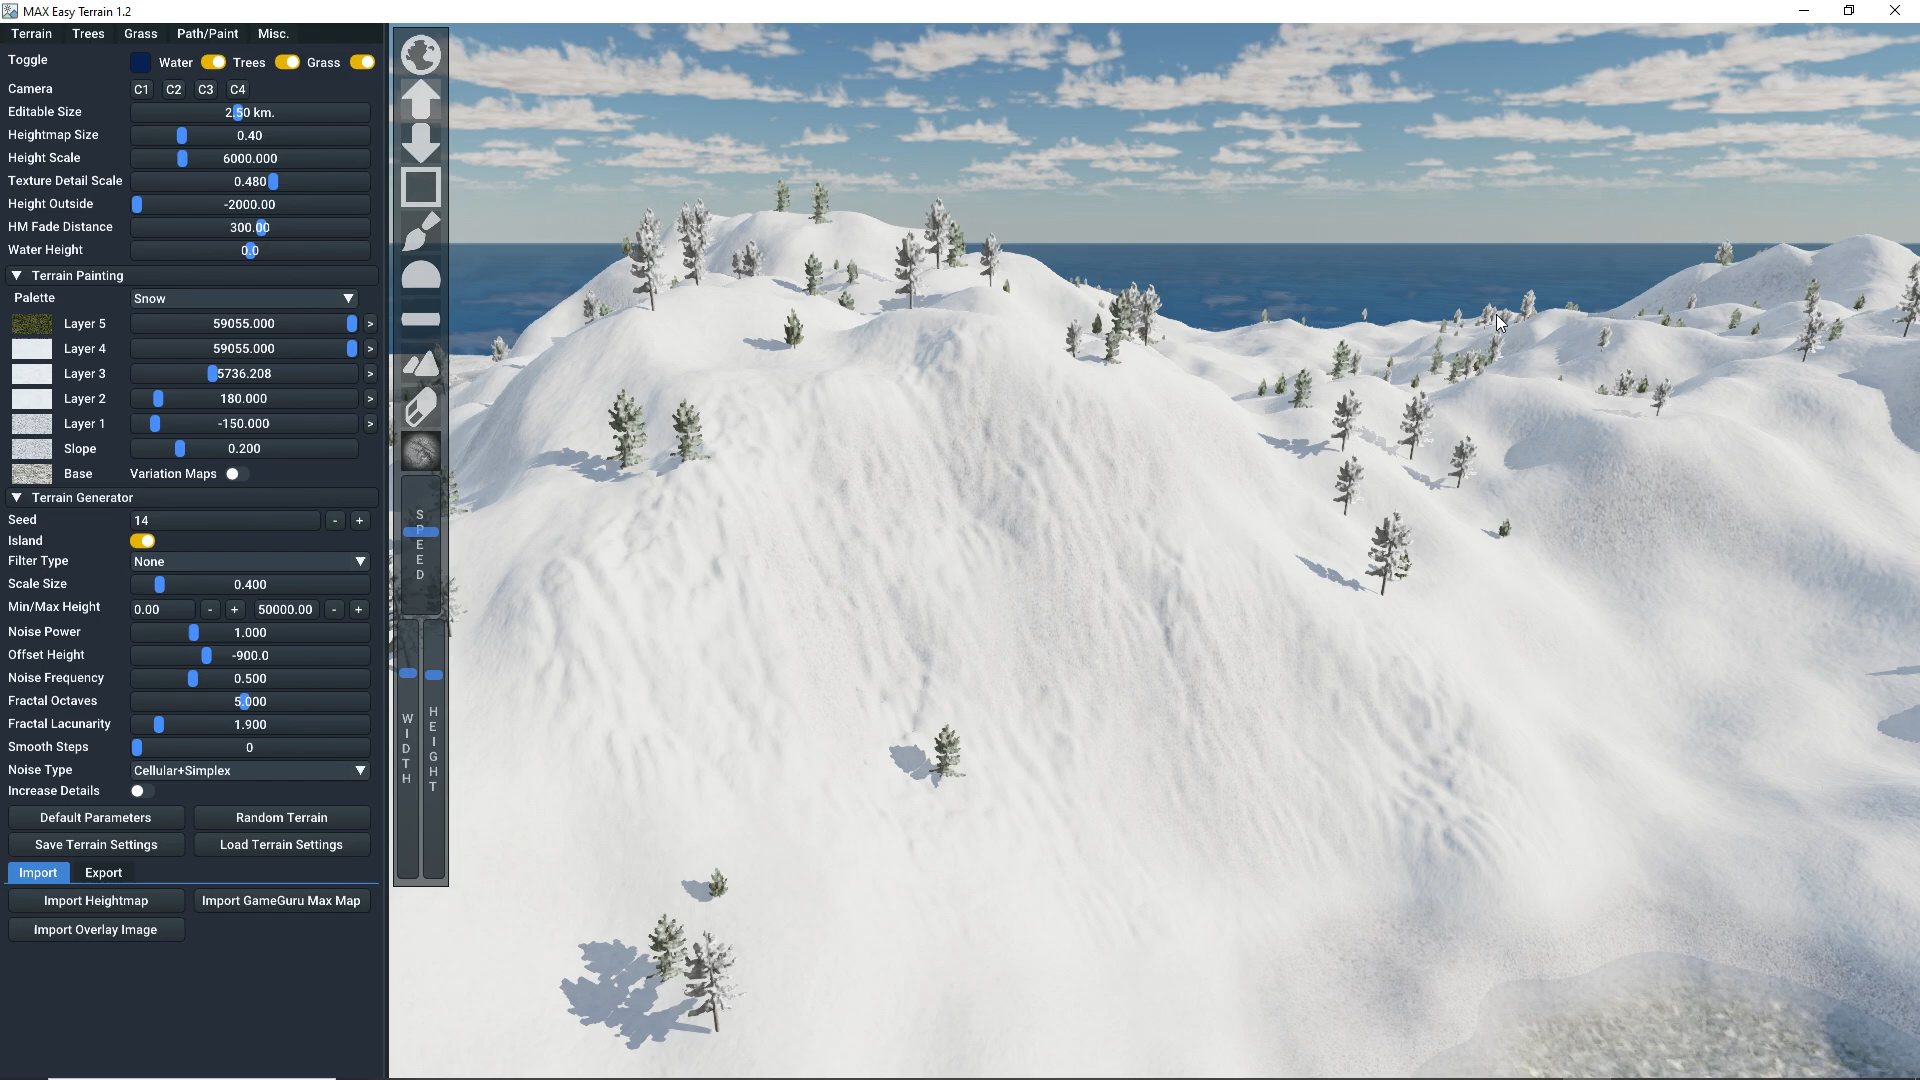 MAX Easy Terrain 1.2
Terrain Trees Grass Path/Paint Misc.
Toggle Water Trees Grass
Camera C1 C2 C3 C4
Editable Size 2.50 km.
Heightmap Size 0.40
Height Scale 6000.000
Texture Detail Scale 0.480
Height Outside -2000.00
HM Fade Distance 300.00
Water Height 0.0
Terrain Painting
Palette Snow
Layer 5 59055.000 >
Layer 4 59055.000 >
Layer 3 5736.208 >
Layer 2 180.000 >
Layer 1 -150.000 >
Slope 0.200
Base Variation Maps
Terrain Generator
Seed 14 - +
Island
Filter Type None
Scale Size 0.400
Min/Max Height 0.00 - + 50000.00 - +
Noise Power 1.000
Offset Height -900.0
Noise Frequency 0.500
Fractal Octaves 5.000
Fractal Lacunarity 1.900
Smooth Steps 0
Noise Type Cellular+Simplex
Increase Details
Default Parameters Random Terrain
Save Terrain Settings Load Terrain Settings
Import Export
Import Heightmap Import GameGuru Max Map
Import Overlay Image
SPEED
WIDTH
HEIGHT